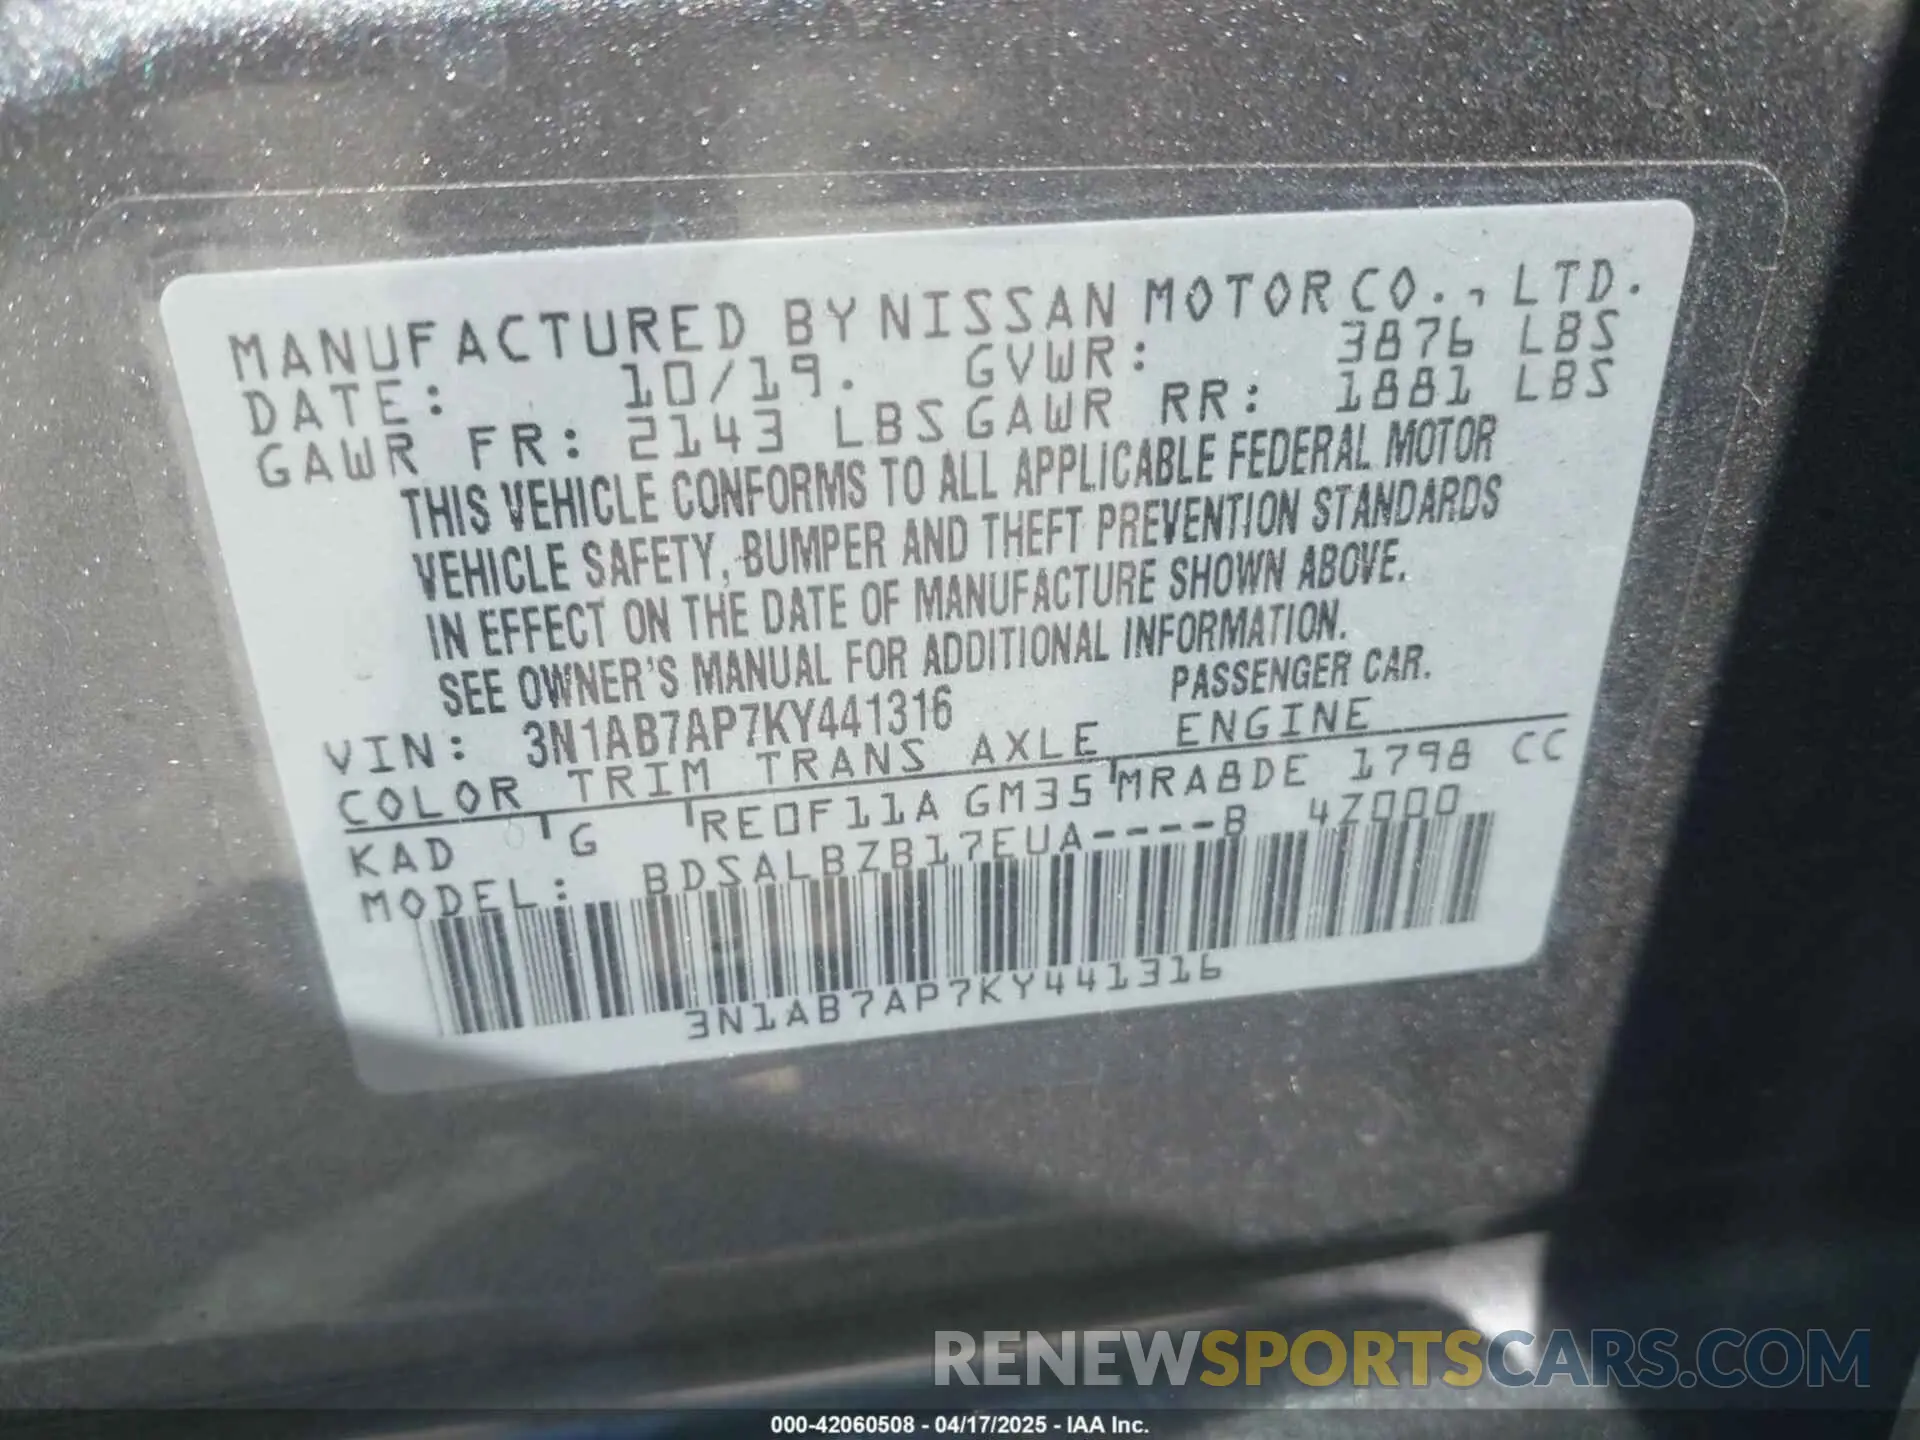 MANUFACTURED BY NISSAN MOTOR CO., LTD.
DATE: 10/19. GVWR: 3876 LBS
GAWR FR: 2143 LBS GAWR RR: 1881 LBS
THIS VEHICLE CONFORMS TO ALL APPLICABLE FEDERAL MOTOR
VEHICLE SAFETY, BUMPER AND THEFT PREVENTION STANDARDS
IN EFFECT ON THE DATE OF MANUFACTURE SHOWN ABOVE.
SEE OWNER'S MANUAL FOR ADDITIONAL INFORMATION.
VIN: 3N1AB7AP7KY441316 PASSENGER CAR.
COLOR TRIM TRANS AXLE ENGINE
KAD G RE0F11A GM35 MRA8DE 1798 CC
MODEL: BDSALBZB17EUA----B 4Z000
3N1AB7AP7KY441316
RENEWSPORTSCARS.COM
000-42060508 - 04/17/2025 - IAA Inc.